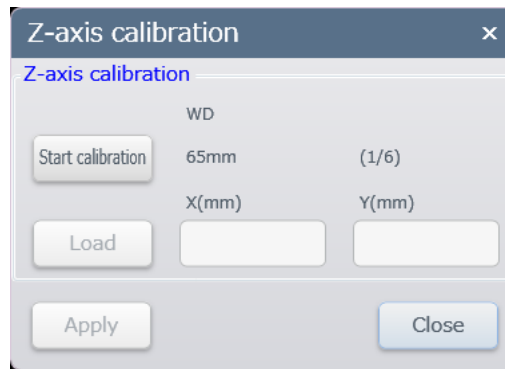 Z-axis calibration ×
Z-axis calibration
WD
Start calibration 65mm (1/6)
X(mm) Y(mm)
Load
Apply Close